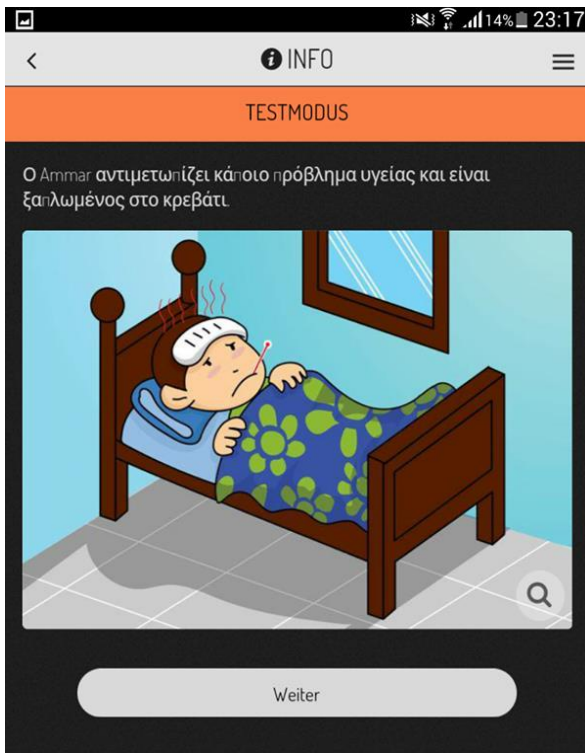 14% 23:17
INFO
TESTMODUS
Ο Ammar αντιμετωπίζει κάποιο πρόβλημα υγείας και είναι
ξαπλωμένος στο κρεβάτι.
Weiter